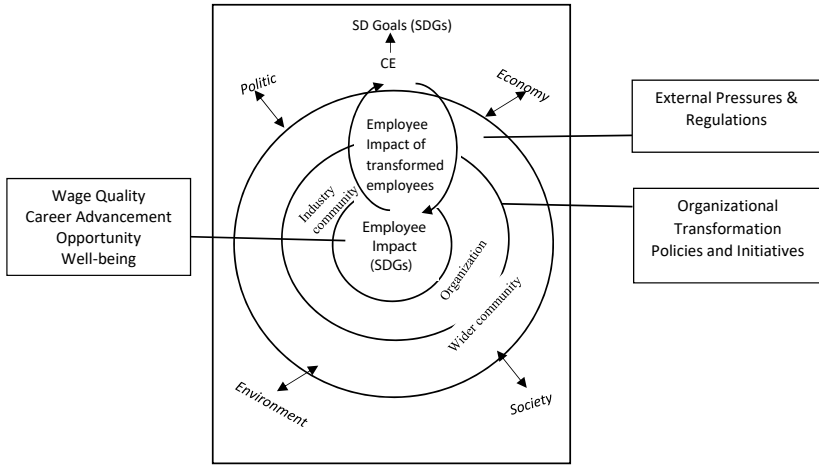 SD Goals (SDGs)
CE
Politic
Economy
External Pressures &
Regulations
Employee
Impact of
transformed
employees
Industry
community
Wage Quality
Career Advancement
Opportunity
Well-being
Organizational
Transformation
Policies and Initiatives
Employee
Impact
(SDGs)
Organization
Wider community
Environment
Society